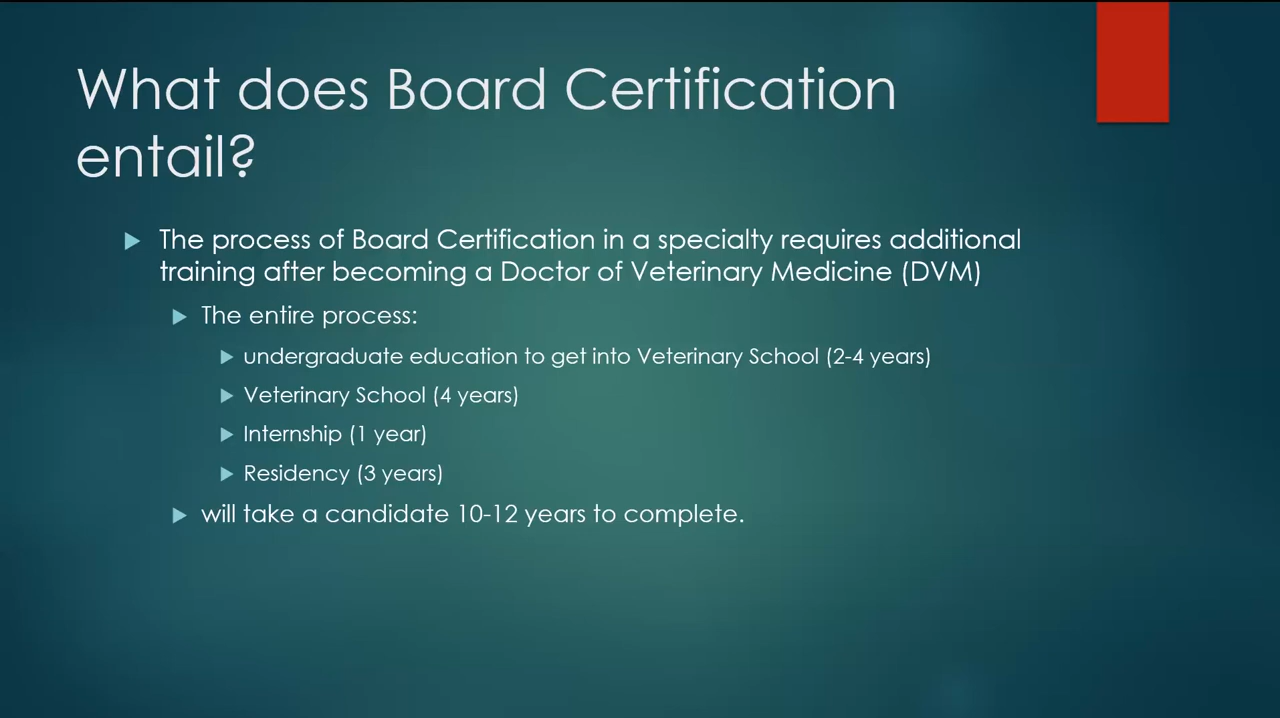 What does Board Certification
entail?
The process of Board Certification in a specialty requires additional
training after becoming a Doctor of Veterinary Medicine (DVM)
The entire process:
undergraduate education to get into Veterinary School (2-4 years)
Veterinary School (4 years)
Internship (1 year)
Residency (3 years)
will take a candidate 10-12 years to complete.